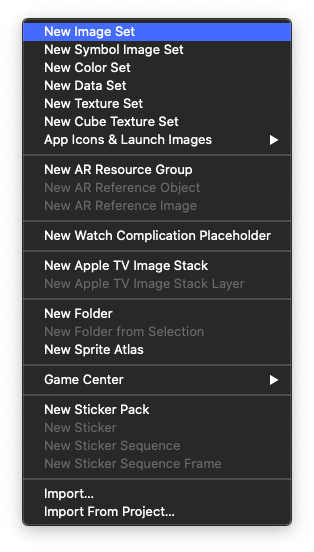 New Image Set
New Symbol Image Set
New Color Set
New Data Set
New Texture Set
New Cube Texture Set
App Icons & Launch Images
New AR Resource Group
New AR Reference Object
New AR Reference Image
New Watch Complication Placeholder
New Apple TV Image Stack
New Apple TV Image Stack Layer
New Folder
New Folder from Selection
New Sprite Atlas
Game Center
New Sticker Pack
New Sticker
New Sticker Sequence
New Sticker Sequence Frame
Import...
Import From Project...